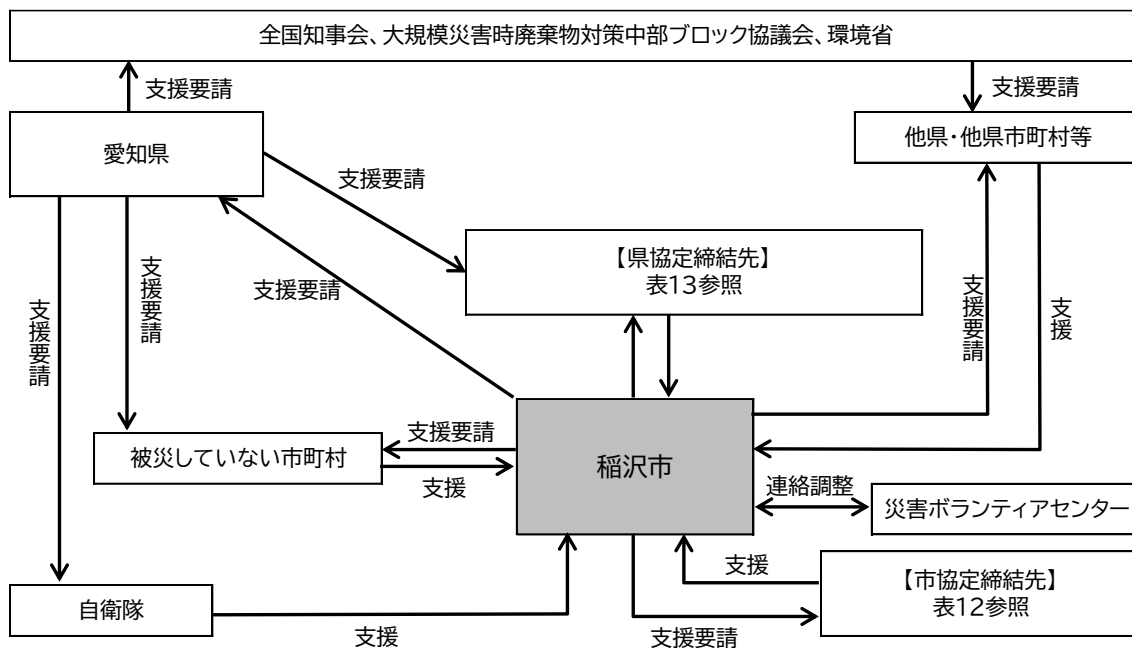 全国知事会、大規模災害時廃棄物対策中部ブロック協議会、環境省
支援要請
支援要請
愛知県
他県・他県市町村等
支援要請
【県協定締結先】
表13参照
支援要請
支援要請
支援要請
支援要請
支援
被災していない市町村
支援要請
支援
稲沢市
連絡調整
災害ボランティアセンター
支援
【市協定締結先】
表12参照
自衛隊
支援
支援要請